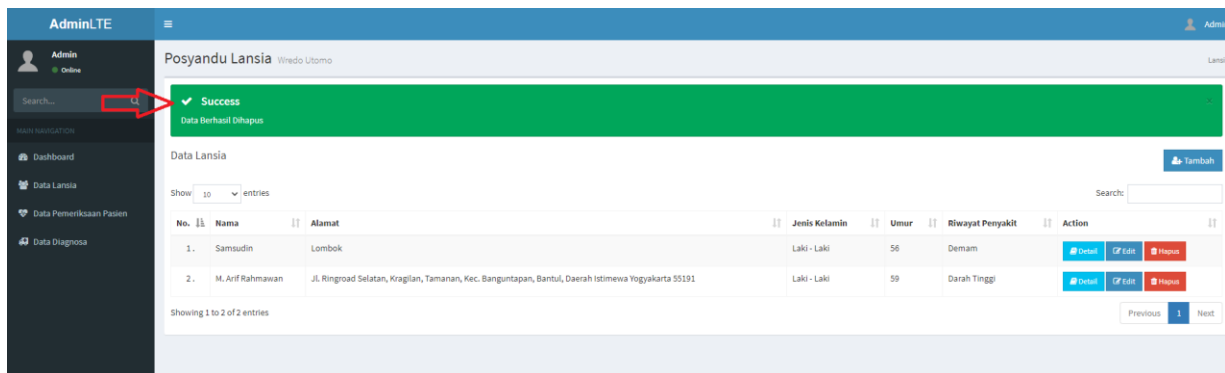 AdminLTE
Admi
Admin
Online
Posyandu Lansia Wredo Utomo
Lansi
Search...
Success
Data Berhasil Dihapus
MAIN NAVIGATION
Dashboard
Data Lansia
Data Pemeriksaan Pasien
Data Diagnosa
Data Lansia
Tambah
Show 10 entries
Search:
No. Nama Alamat Jenis Kelamin Umur Riwayat Penyakit Action
1. Samsudin Lombok Laki - Laki 56 Demam Detail Edit Hapus
2. M. Arif Rahmawan Jl. Ringroad Selatan, Kragilan, Tamanan, Kec. Banguntapan, Bantul, Daerah Istimewa Yogyakarta 55191 Laki - Laki 59 Darah Tinggi Detail Edit Hapus
Showing 1 to 2 of 2 entries
Previous 1 Next